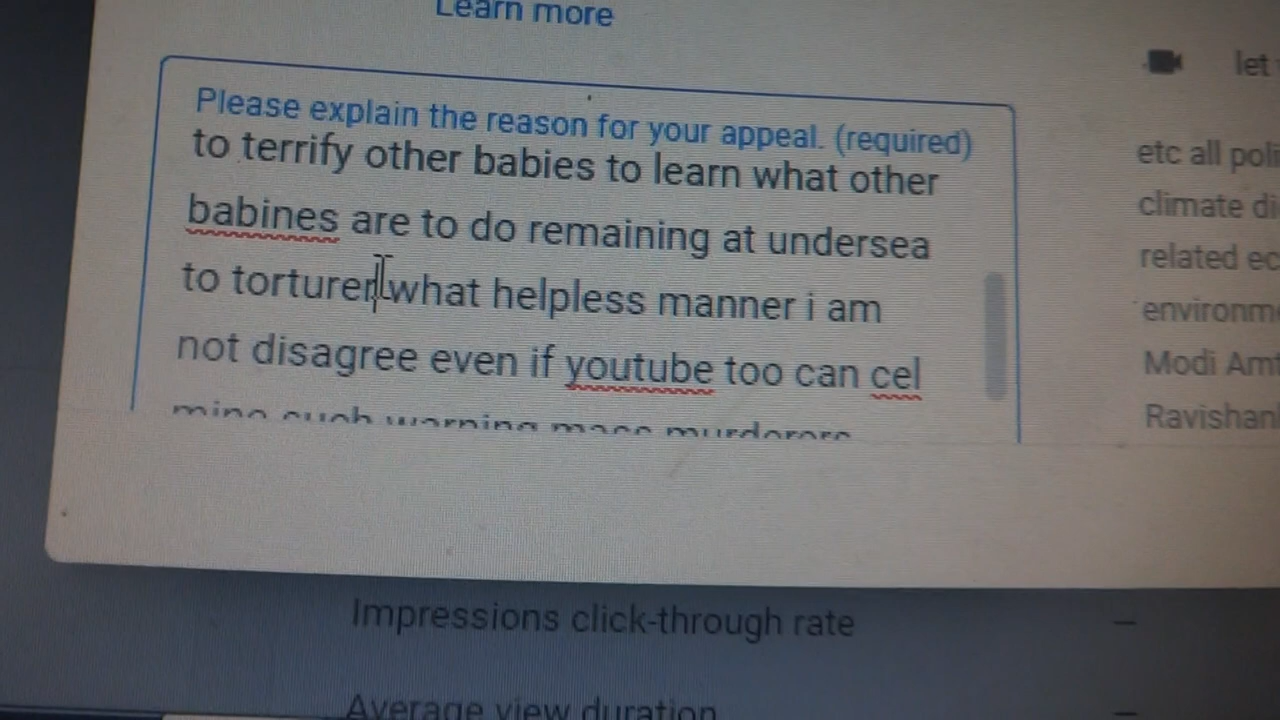 Learn more
let
Please explain the reason for your appeal. (required)
to terrify other babies to learn what other
babines are to do remaining at undersea
to torturer what helpless manner i am
not disagree even if youtube too can cel
etc all poli
climate di
related ec
environm
Modi Am
Ravishan
Impressions click-through rate
Average view duration